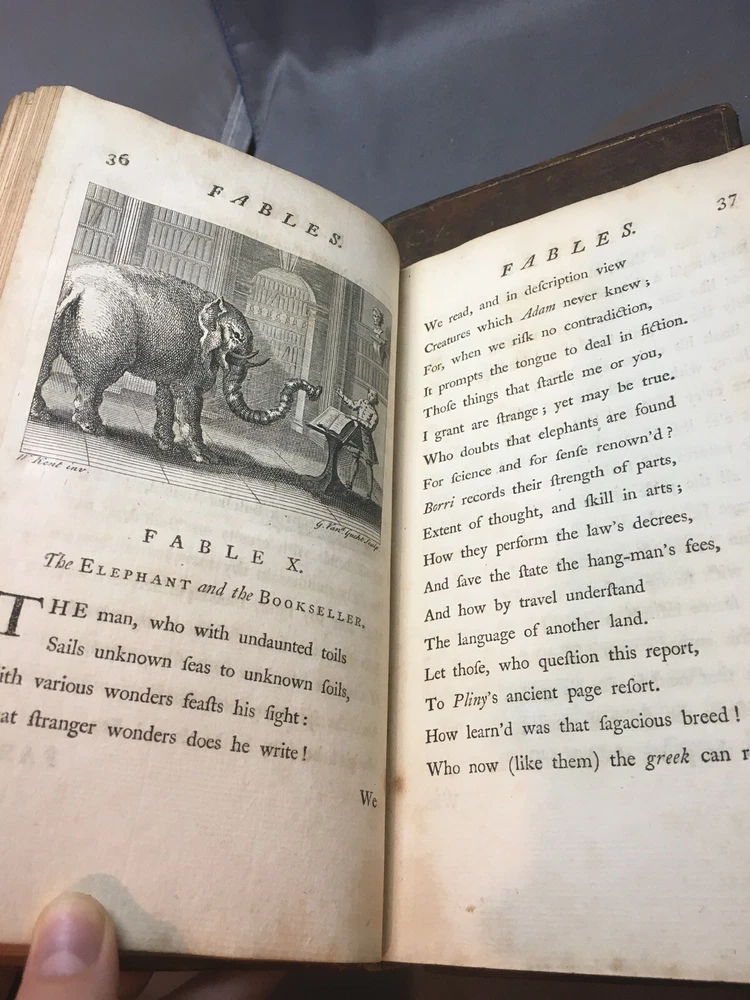 36
FABLES.
W Kent inv.
G. Vandr Gucht Sculp
FABLE X.
The ELEPHANT and the BOOKSELLER.
THE man, who with undaunted toils
Sails unknown ſeas to unknown ſoils,
various wonders feaſts his ſight:
ſtranger wonders does he write!
We
37
FABLES.
We read, and in deſcription view
Creatures which Adam never knew;
For, when we riſk no contradiction,
It prompts the tongue to deal in fiction.
Thoſe things that ſtartle me or you,
I grant are ſtrange; yet may be true.
Who doubts that elephants are found
For ſcience and for ſenſe renown'd?
Borri records their ſtrength of parts,
Extent of thought, and ſkill in arts;
How they perform the law's decrees,
And ſave the ſtate the hang-man's fees,
And how by travel underſtand
The language of another land.
Let thoſe, who queſtion this report,
To Pliny's ancient page reſort.
How learn'd was that ſagacious breed!
Who now (like them) the greek can